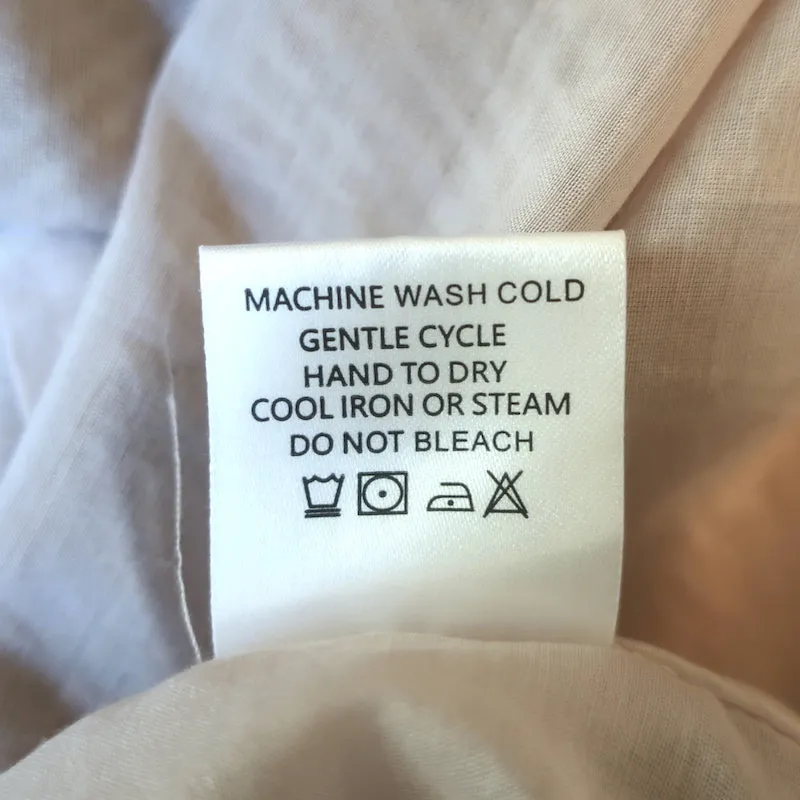 MACHINE WASH COLD
GENTLE CYCLE
HAND TO DRY
COOL IRON OR STEAM
DO NOT BLEACH